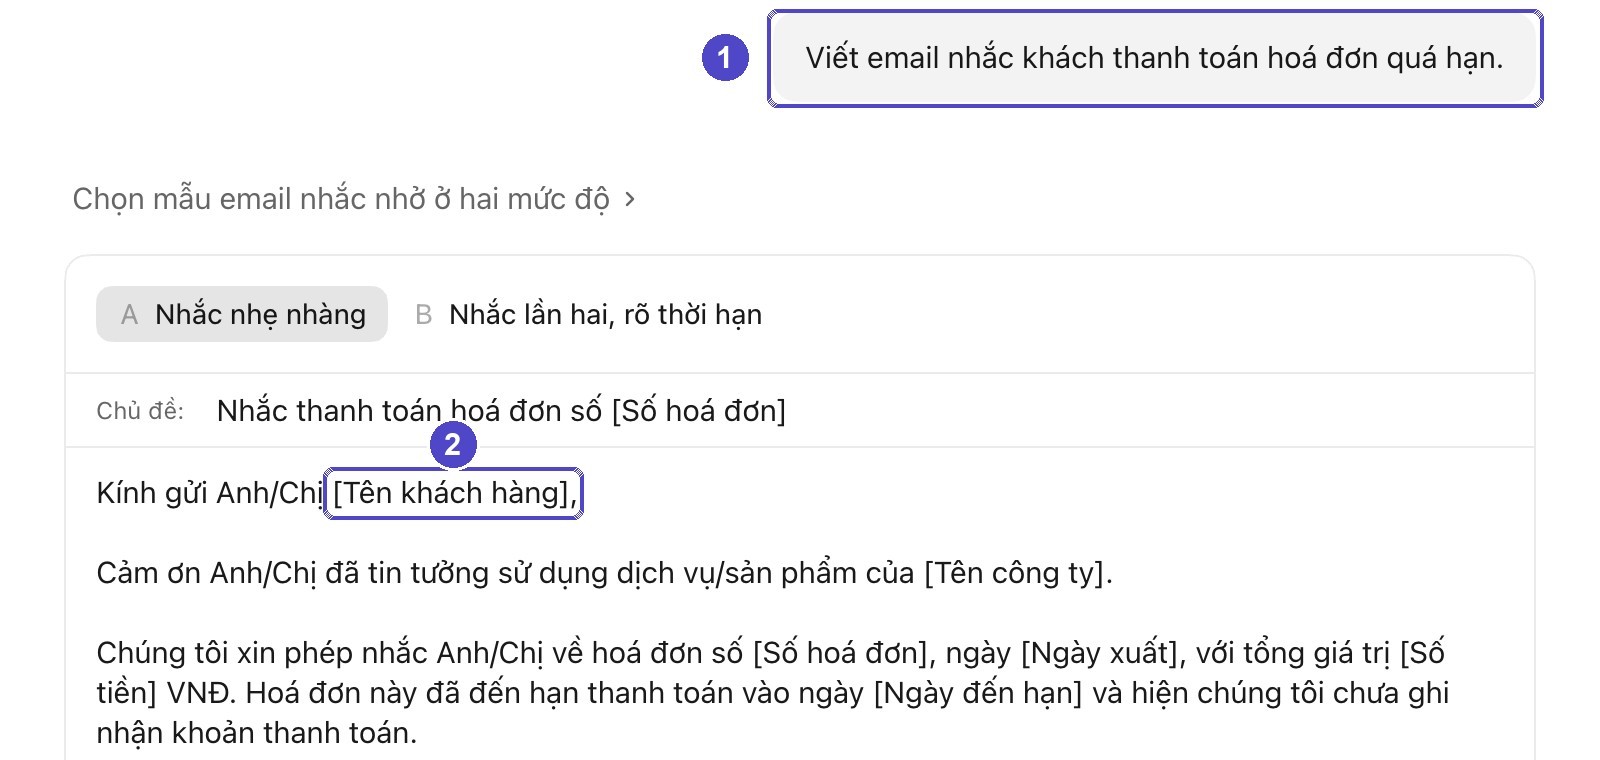 1 Viết email nhắc khách thanh toán hoá đơn quá hạn.
Chọn mẫu email nhắc nhở ở hai mức độ >
A Nhắc nhẹ nhàng B Nhắc lần hai, rõ thời hạn
Chủ đề: Nhắc thanh toán hoá đơn số [Số hoá đơn]
2
Kính gửi Anh/Chị [Tên khách hàng],
Cảm ơn Anh/Chị đã tin tưởng sử dụng dịch vụ/sản phẩm của [Tên công ty].
Chúng tôi xin phép nhắc Anh/Chị về hoá đơn số [Số hoá đơn], ngày [Ngày xuất], với tổng giá trị [Số
tiền] VNĐ. Hoá đơn này đã đến hạn thanh toán vào ngày [Ngày đến hạn] và hiện chúng tôi chưa ghi
nhận khoản thanh toán.